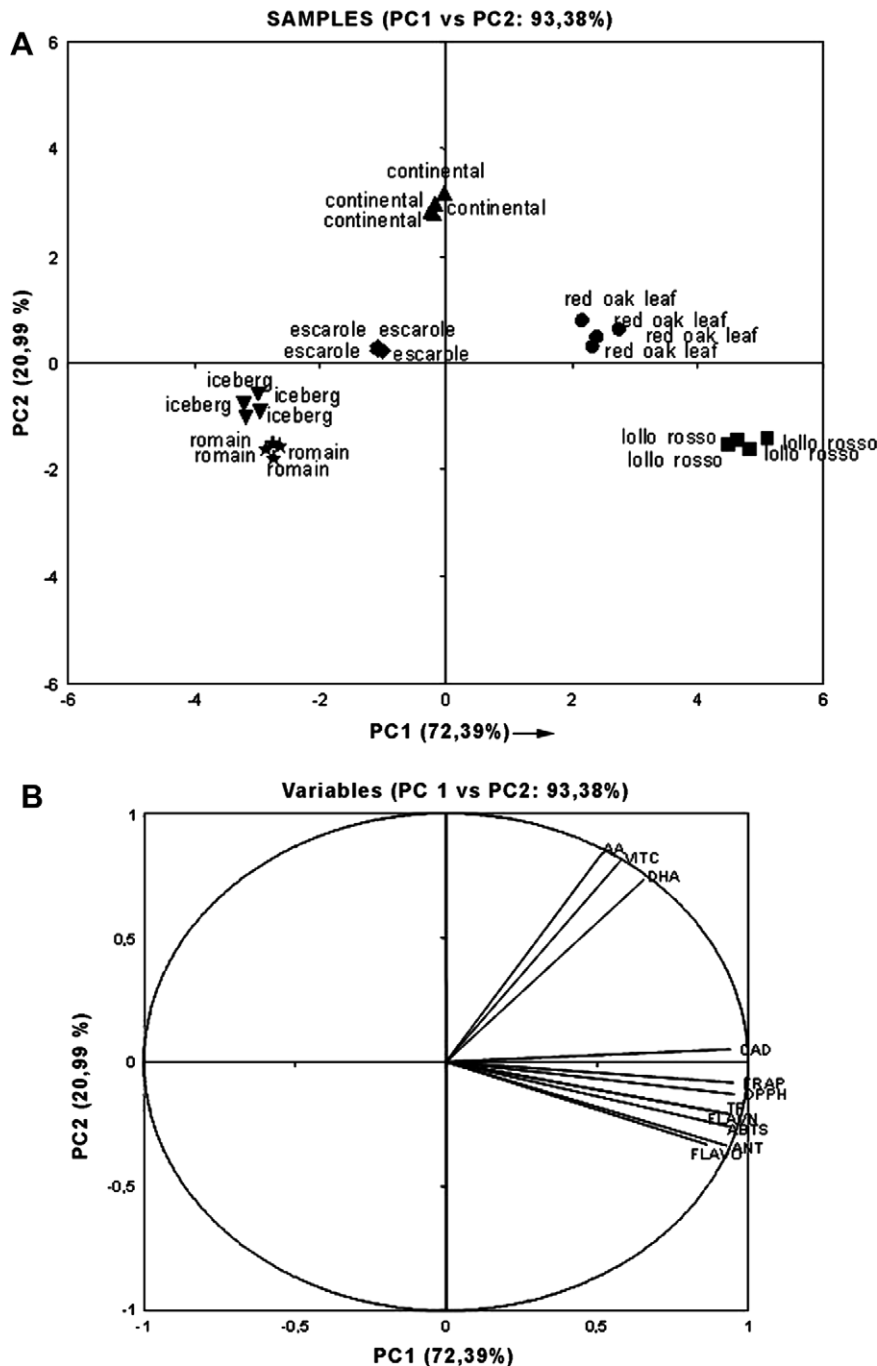 SAMPLES (PC1 vs PC2: 93,38%)
A
6
4
2
0
-2
-4
-6
PC2 (20,99 %)
continental
continental
continental
continental
red oak leaf
red oak leaf
red oak leaf
red oak leaf
escarole escarole
escarole escarole
iceberg
iceberg
iceberg
iceberg
romain
romain
romain
romain
lollo rosso
lollo rosso
lollo rosso
lollo rosso
-6 -4 -2 0 2 4 6
PC1 (72,39%)
B
Variables (PC 1 vs PC2: 93,38%)
1
0,5
0
-0,5
-1
PC2 (20,99 %)
AA
VITC
DHA
CAD
FRAP
DPPH
TP
FLAVN
ABTS
ANT
FLAVO
-1 -0,5 0 0,5 1
PC1 (72,39%)